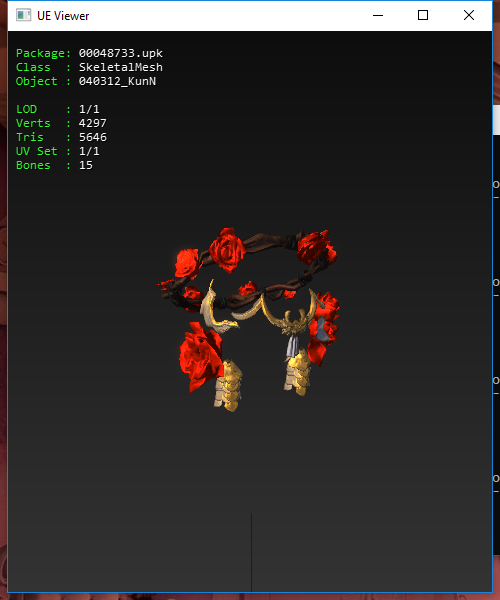 UE Viewer
Package: 00048733.upk
Class : SkeletalMesh
Object : 040312_KunN
LOD : 1/1
Verts : 4297
Tris : 5646
UV Set : 1/1
Bones : 15